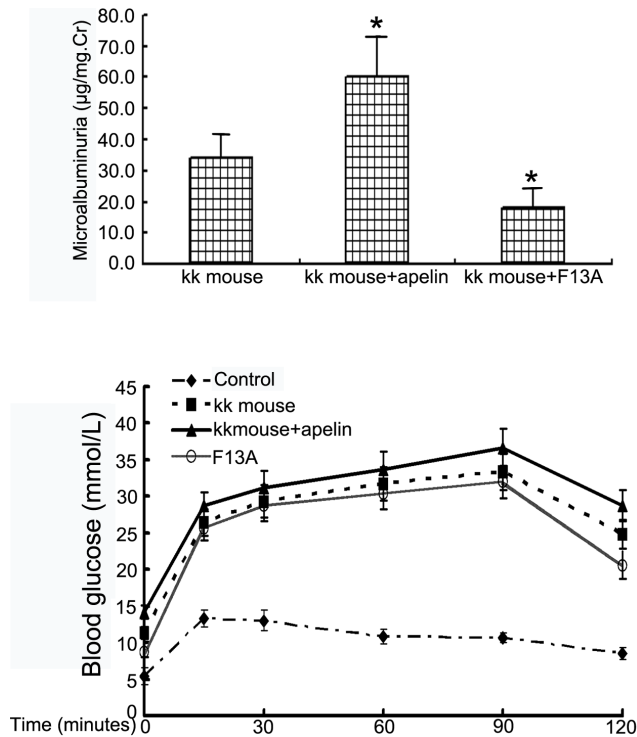 80.0
70.0
60.0
50.0
40.0
30.0
20.0
10.0
0.0
Microalbuminuria (µg/mg.Cr)
*
*
kk mouse
kk mouse+apelin
kk mouse+F13A
Control
kk mouse
kkmouse+apelin
F13A
45
40
35
30
25
20
15
10
5
0
Blood glucose (mmol/L)
Time (minutes)
0
30
60
90
120